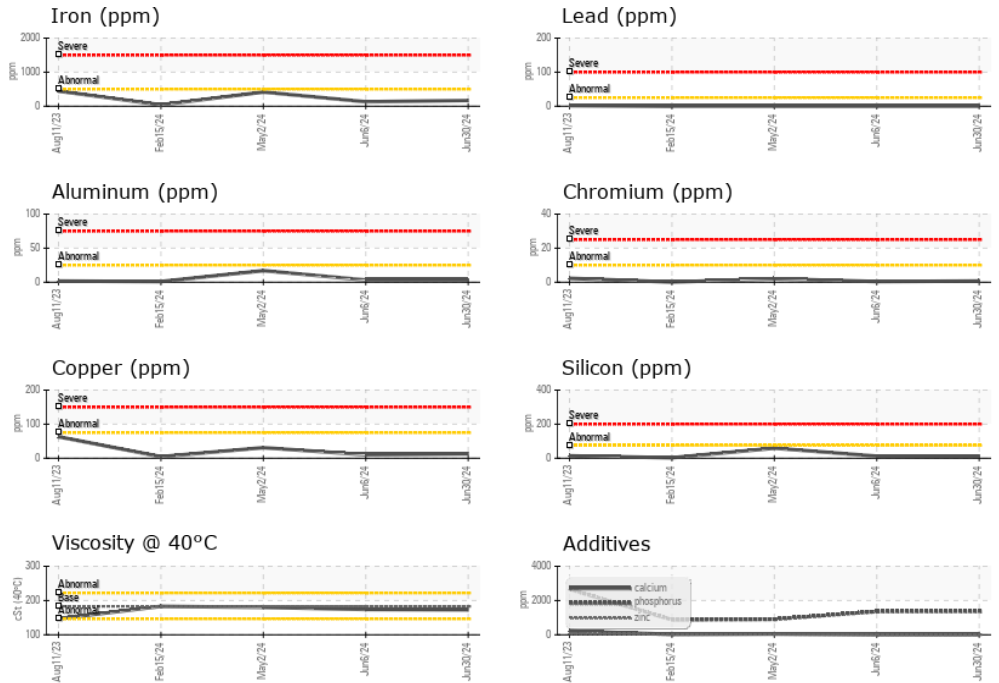 Iron (ppm)
2000
1000
0
ppm
Severe
Abnormal
Aug11/23
Feb15/24
May2/24
Jun6/24
Jun30/24
Lead (ppm)
200
100
0
ppm
Severe
Abnormal
Aug11/23
Feb15/24
May2/24
Jun6/24
Jun30/24
Aluminum (ppm)
100
50
0
ppm
Severe
Abnormal
Aug11/23
Feb15/24
May2/24
Jun6/24
Jun30/24
Chromium (ppm)
40
20
0
ppm
Severe
Abnormal
Aug11/23
Feb15/24
May2/24
Jun6/24
Jun30/24
Copper (ppm)
200
100
0
ppm
Severe
Abnormal
Aug11/23
Feb15/24
May2/24
Jun6/24
Jun30/24
Silicon (ppm)
400
200
0
ppm
Severe
Abnormal
Aug11/23
Feb15/24
May2/24
Jun6/24
Jun30/24
Viscosity @ 40°C
300
200
100
cSt (40°C)
Abnormal
Base
Abnormal
Aug11/23
Feb15/24
May2/24
Jun6/24
Jun30/24
Additives
4000
2000
0
ppm
calcium
phosphorus
zinc
Aug11/23
Feb15/24
May2/24
Jun6/24
Jun30/24